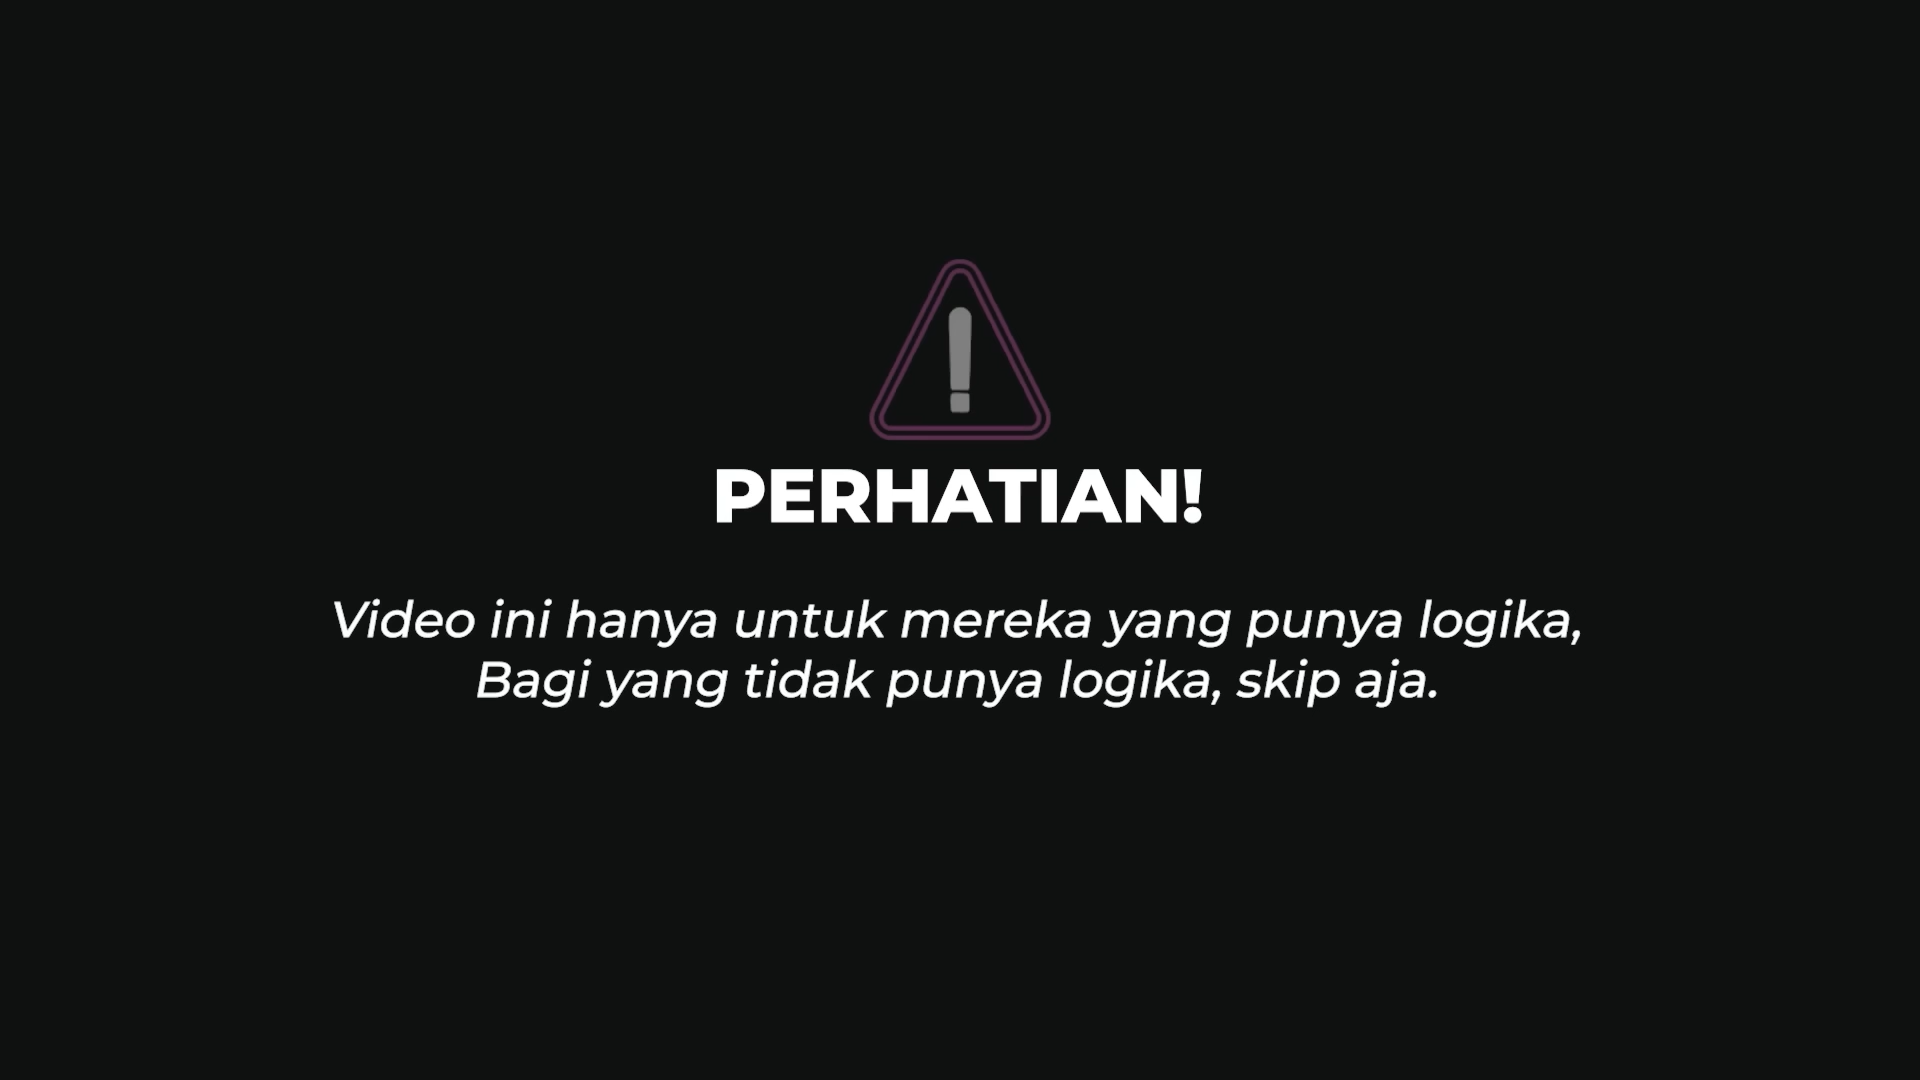 PERHATIAN!
Video ini hanya untuk mereka yang punya logika,
Bagi yang tidak punya logika, skip aja.